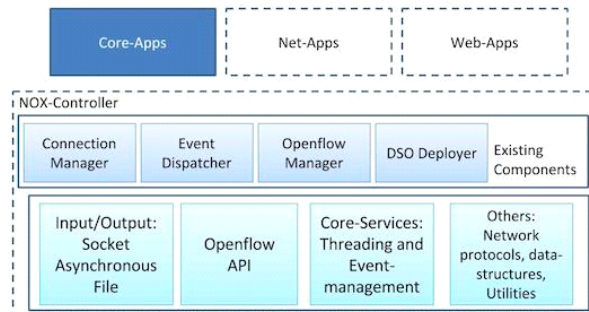 Core-Apps
Net-Apps
Web-Apps
NOX-Controller
Connection
Manager
Event
Dispatcher
Openflow
Manager
DSO Deployer
Existing
Components
Input/Output:
Socket
Asynchronous
File
Openflow
API
Core-Services:
Threading and
Event-
management
Others:
Network
protocols, data-
structures,
Utilities